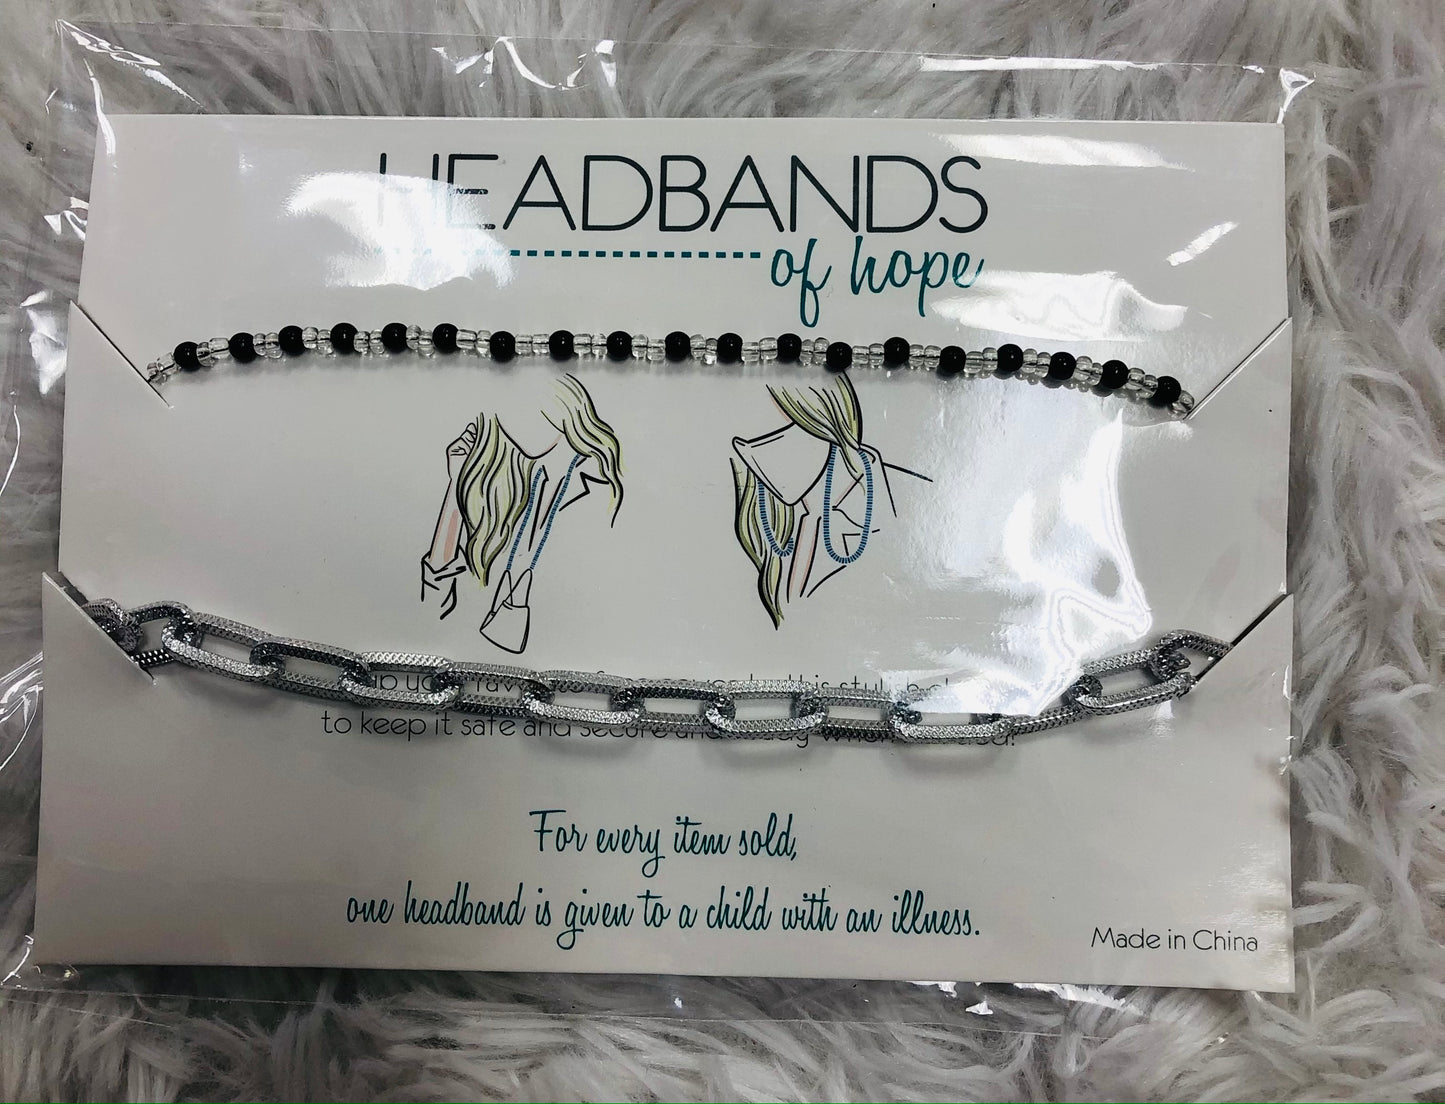 HEADBANDS
of hope
to keep it safe and secure
For every item sold,
one headband is given to a child with an illness.
Made in China